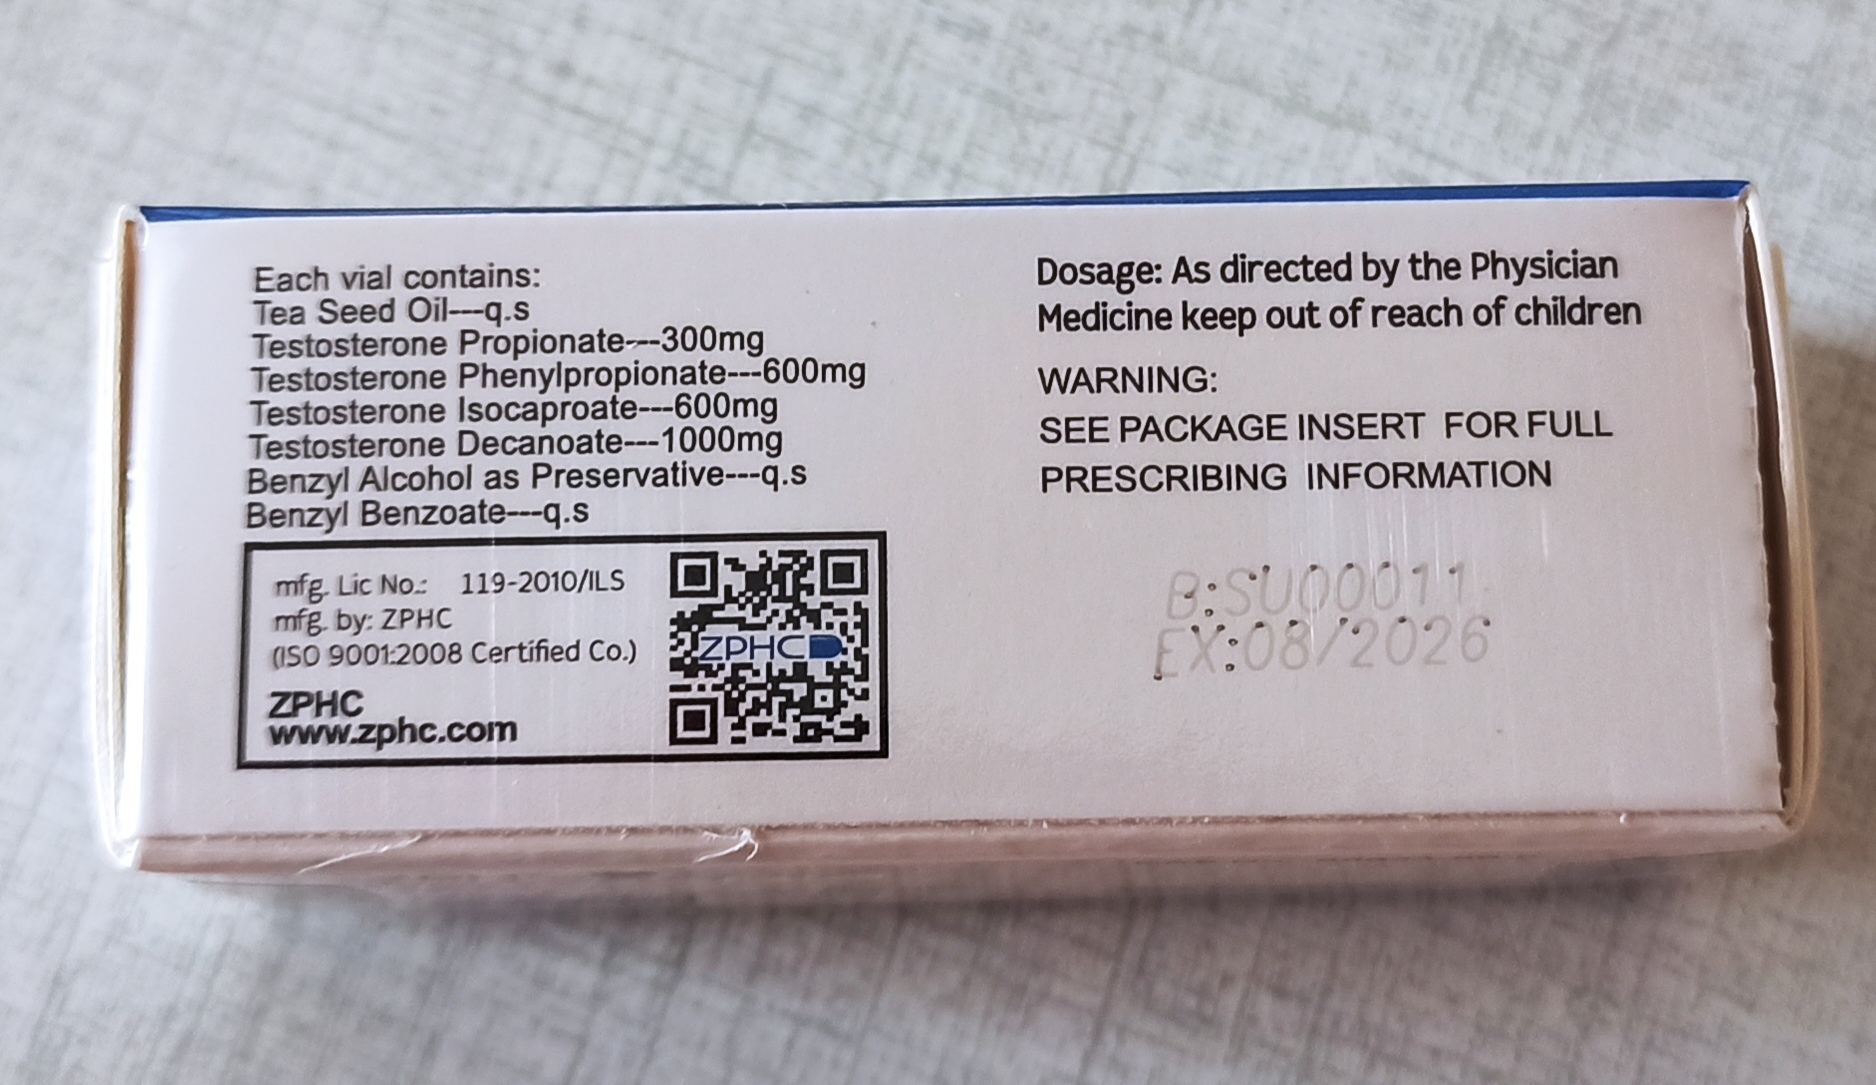 Each vial contains:
Tea Seed Oil---q.s
Testosterone Propionate---300mg
Testosterone Phenylpropionate---600mg
Testosterone Isocaproate---600mg
Testosterone Decanoate---1000mg
Benzyl Alcohol as Preservative---q.s
Benzyl Benzoate---q.s
mfg. Lic No.: 119-2010/ILS
mfg. by: ZPHC
(ISO 9001:2008 Certified Co.)
ZPHC
www.zphc.com
ZPHC
Dosage: As directed by the Physician
Medicine keep out of reach of children
WARNING:
SEE PACKAGE INSERT FOR FULL
PRESCRIBING INFORMATION
B:SU00011
EX:08/2026